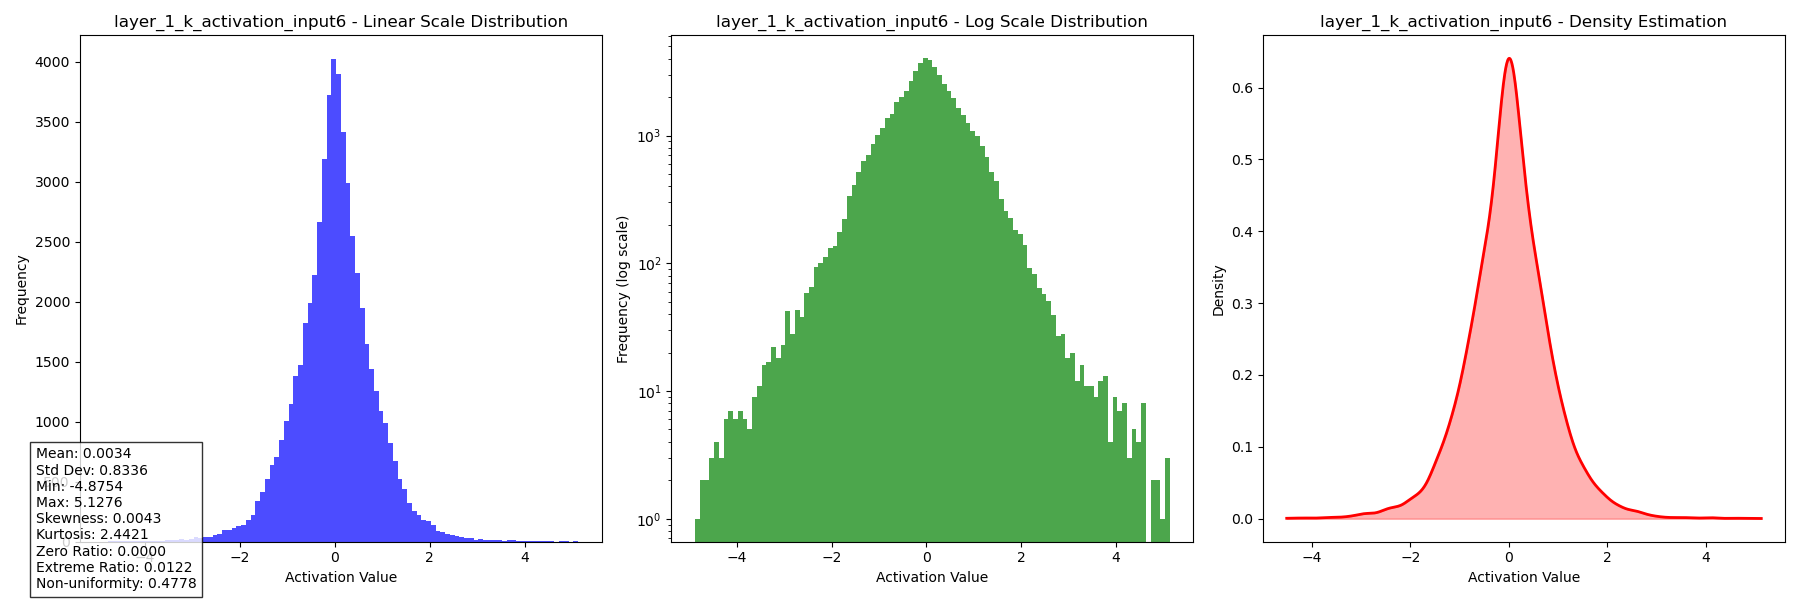 layer_1_k_activation_input6 - Linear Scale Distribution
Frequency
4000
3500
3000
2500
2000
1500
1000
500
0
−4 −2 0 2 4
Activation Value
Mean: 0.0034
Std Dev: 0.8336
Min: -4.8754
Max: 5.1276
Skewness: 0.0043
Kurtosis: 2.4421
Zero Ratio: 0.0000
Extreme Ratio: 0.0122
Non-uniformity: 0.4778
layer_1_k_activation_input6 - Log Scale Distribution
Frequency (log scale)
10³
10²
10¹
10⁰
−4 −2 0 2 4
Activation Value
layer_1_k_activation_input6 - Density Estimation
Density
0.6
0.5
0.4
0.3
0.2
0.1
0.0
−4 −2 0 2 4
Activation Value